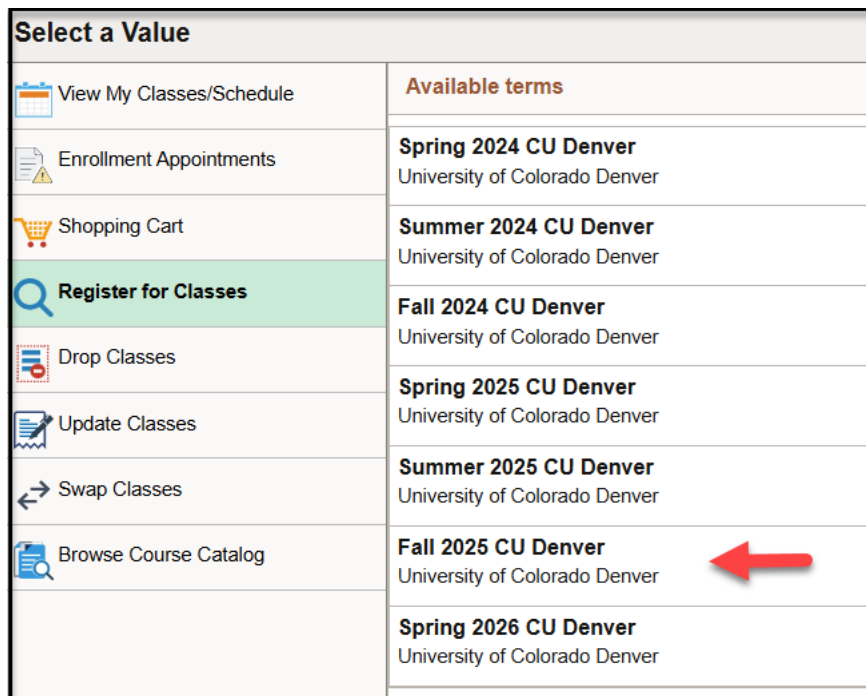 Select a Value
View My Classes/Schedule
Enrollment Appointments
Shopping Cart
Register for Classes
Drop Classes
Update Classes
Swap Classes
Browse Course Catalog
Available terms
Spring 2024 CU Denver
University of Colorado Denver
Summer 2024 CU Denver
University of Colorado Denver
Fall 2024 CU Denver
University of Colorado Denver
Spring 2025 CU Denver
University of Colorado Denver
Summer 2025 CU Denver
University of Colorado Denver
Fall 2025 CU Denver
University of Colorado Denver
Spring 2026 CU Denver
University of Colorado Denver